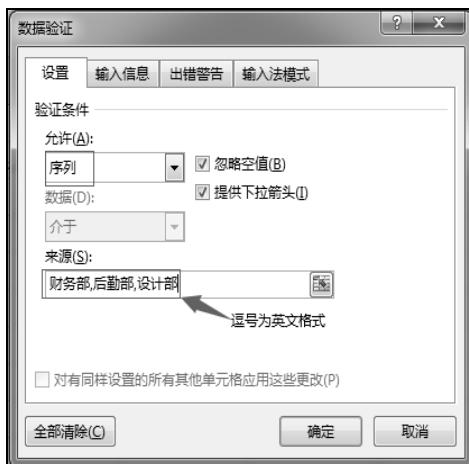 数据验证
设置 输入信息 出错警告 输入法模式
验证条件
允许(A):
序列 忽略空值(B)
数据(D): 提供下拉箭头(I)
介于
来源(S):
财务部,后勤部,设计部
逗号为英文格式
对有同样设置的所有其他单元格应用这些更改(P)
全部清除(C) 确定 取消